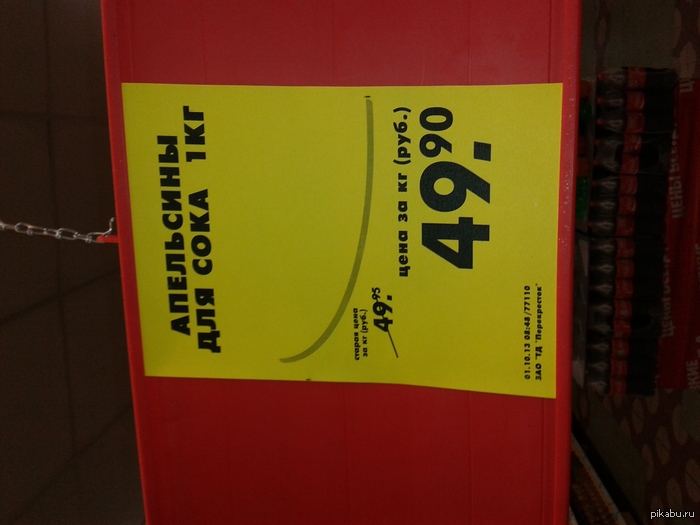 АПЕЛЬСИНЫ
ДЛЯ СОКА 1КГ
старая цена
за кг (руб.)
49.95
цена за кг (руб.)
49.90
01.10.13 08:48/77110
ЗАО "ТД "Перекресток"
pikabu.ru